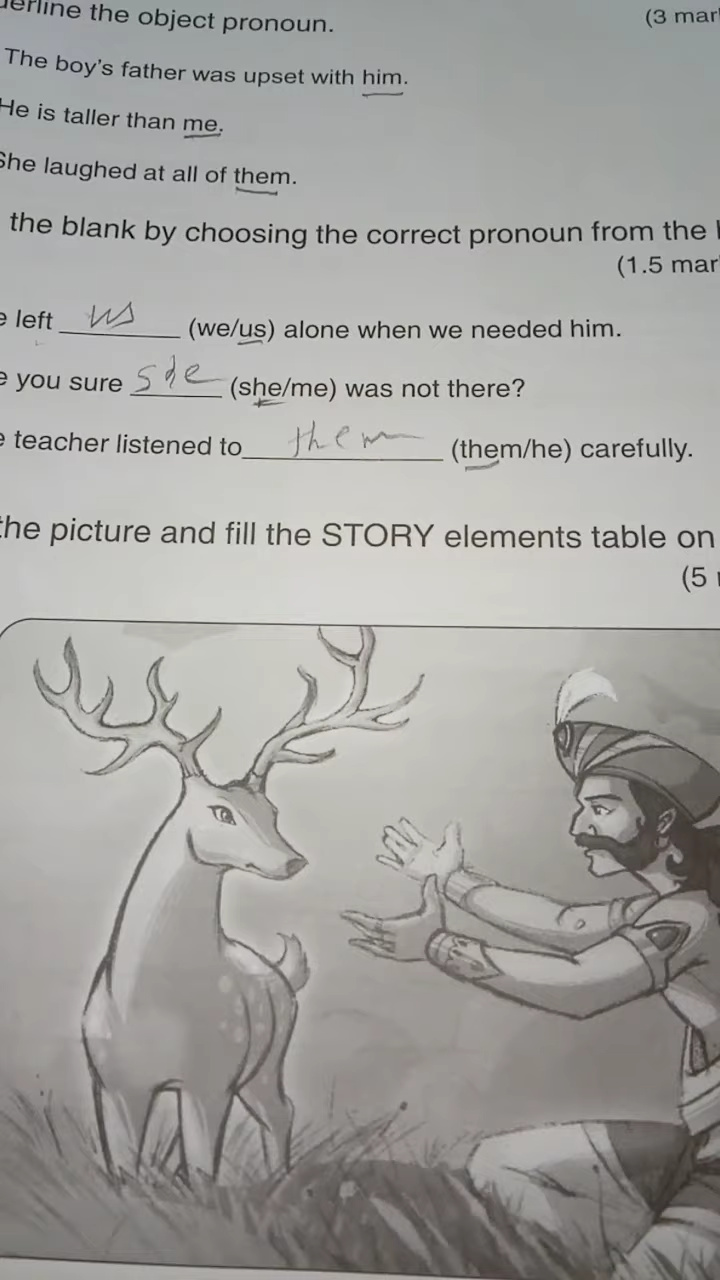 erline the object pronoun.
(3 mar
The boy's father was upset with him.
He is taller than me.
She laughed at all of them.
the blank by choosing the correct pronoun from the
(1.5 mar
e left us (we/us) alone when we needed him.
e you sure she (she/me) was not there?
e teacher listened to them (them/he) carefully.
the picture and fill the STORY elements table on
(5